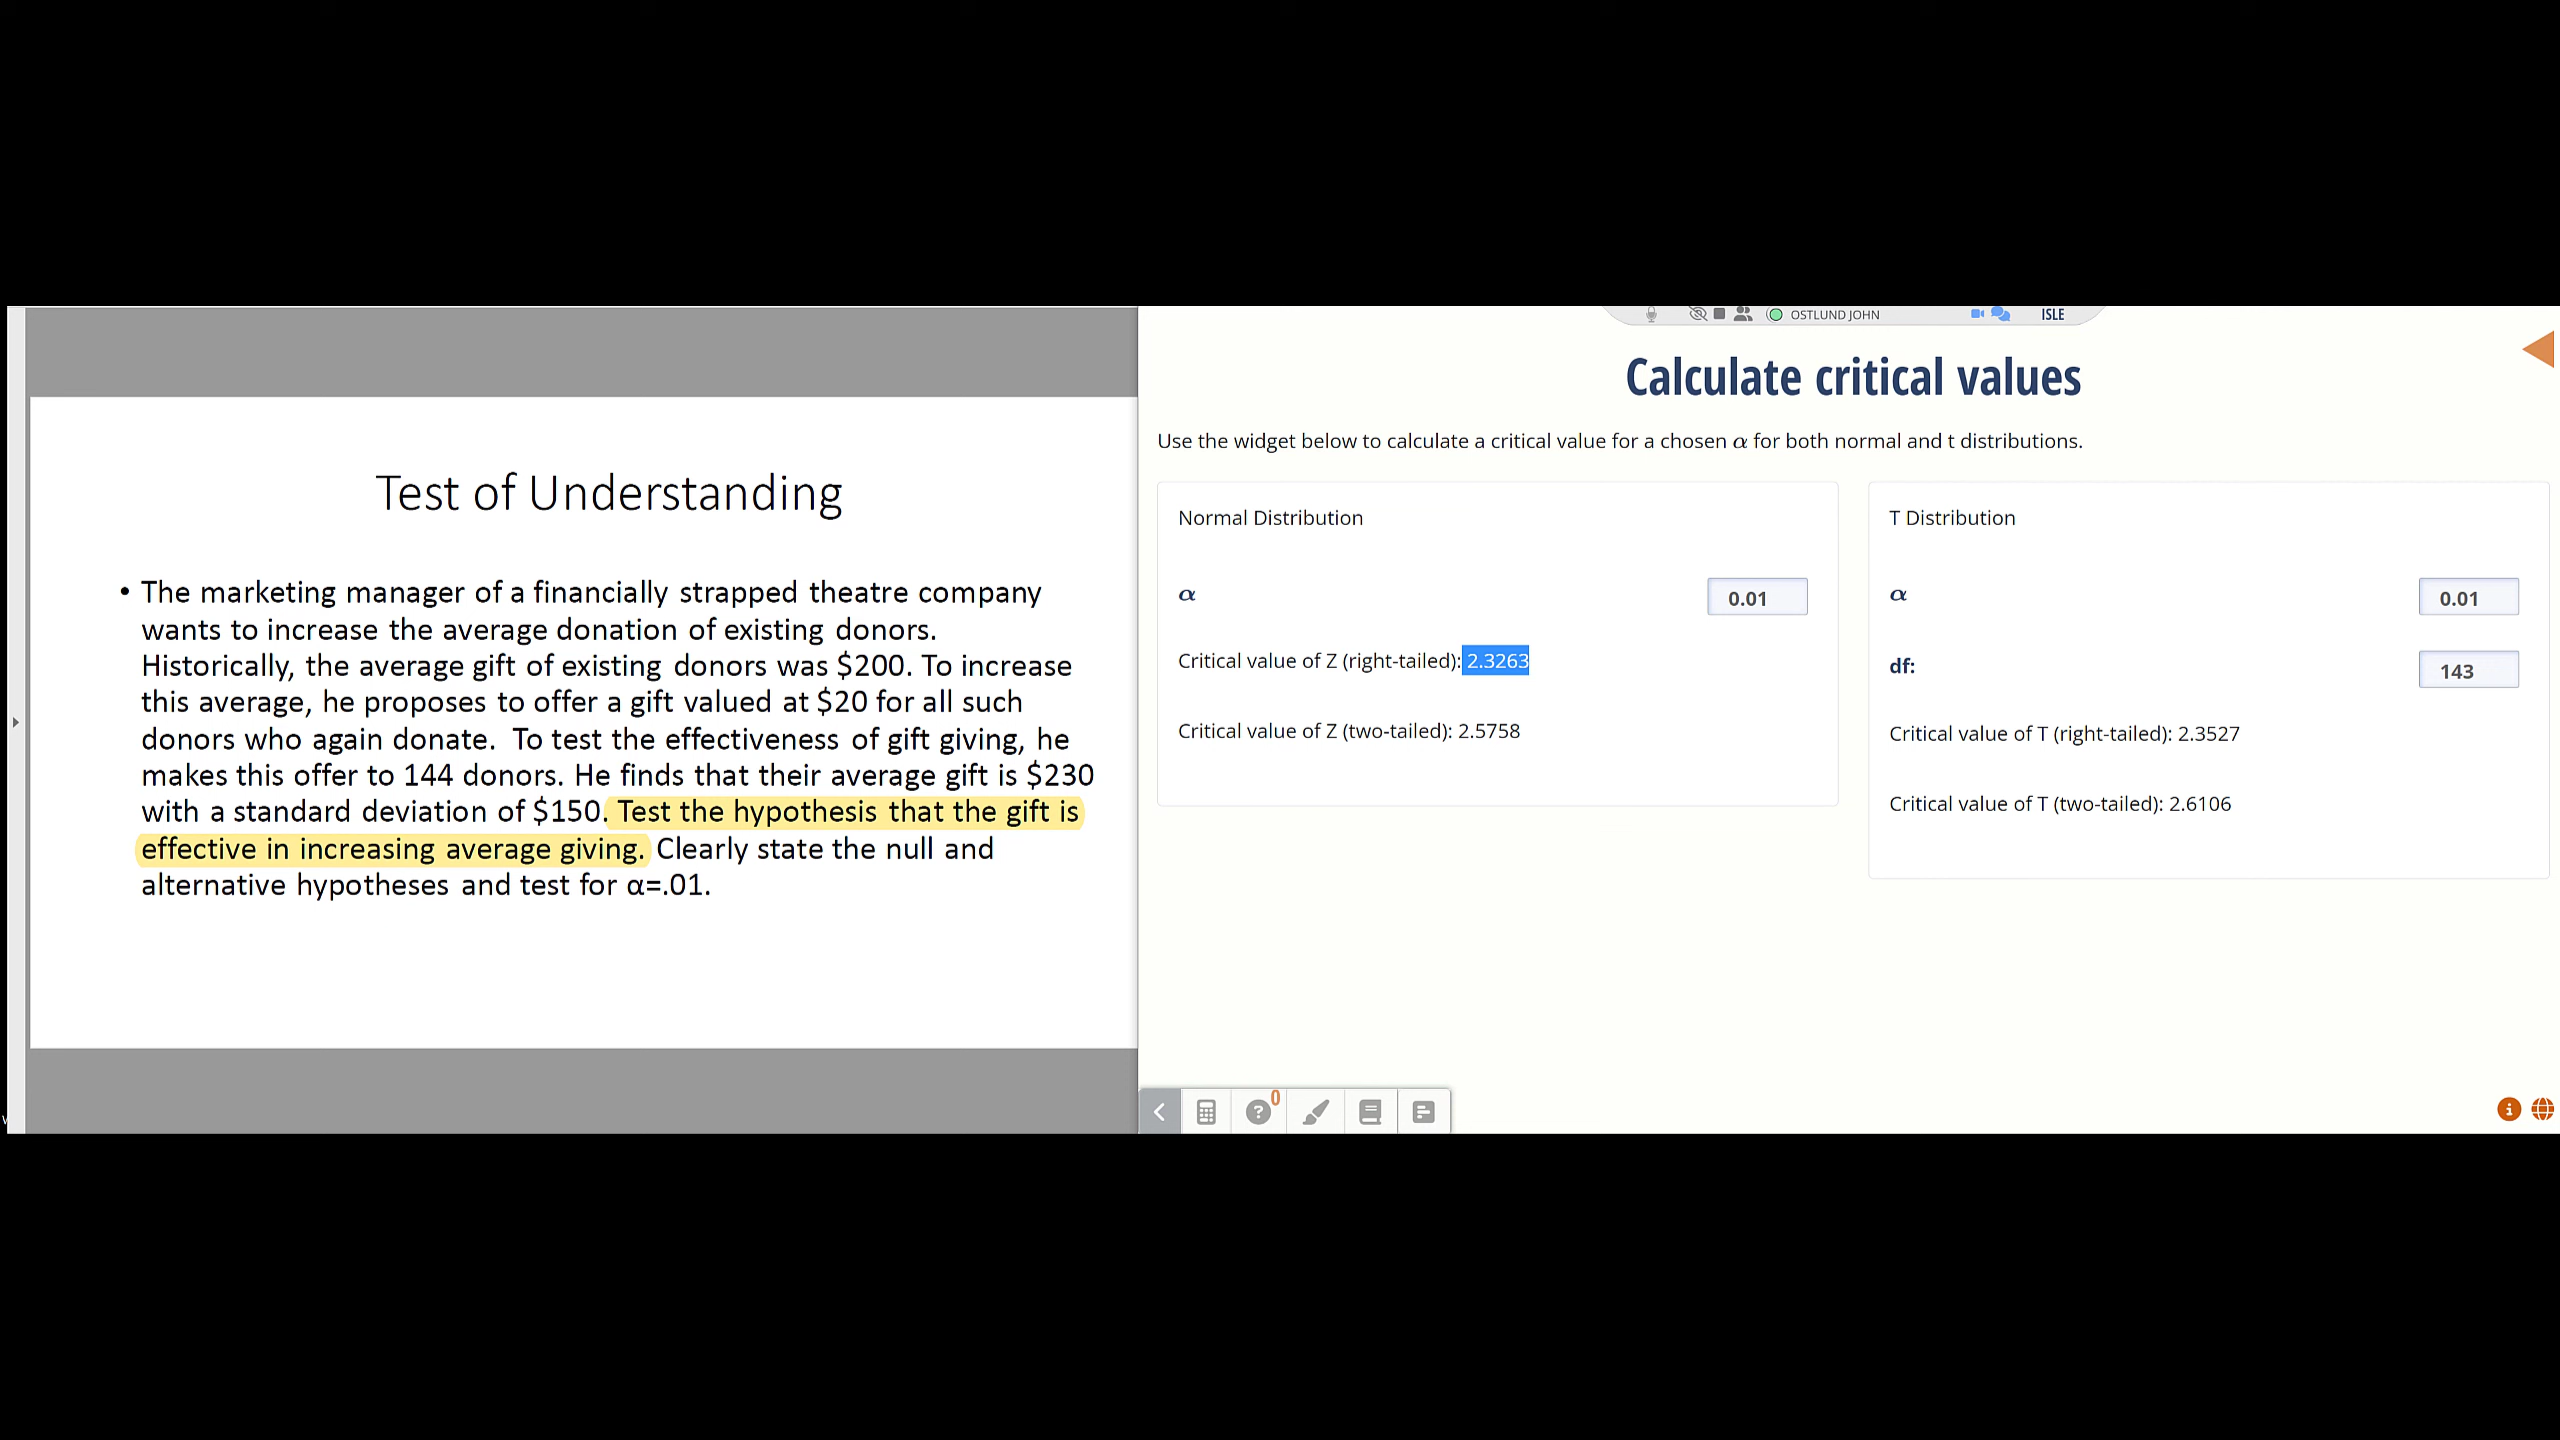 Test of Understanding
• The marketing manager of a financially strapped theatre company
wants to increase the average donation of existing donors.
Historically, the average gift of existing donors was $200. To increase
this average, he proposes to offer a gift valued at $20 for all such
donors who again donate. To test the effectiveness of gift giving, he
makes this offer to 144 donors. He finds that their average gift is $230
with a standard deviation of $150. Test the hypothesis that the gift is
effective in increasing average giving. Clearly state the null and
alternative hypotheses and test for α=.01.
OSTLUND JOHN
ISLE
Calculate critical values
Use the widget below to calculate a critical value for a chosen α for both normal and t distributions.
Normal Distribution
α
0.01
Critical value of Z (right-tailed): 2.3263
Critical value of Z (two-tailed): 2.5758
T Distribution
α
0.01
df:
143
Critical value of T (right-tailed): 2.3527
Critical value of T (two-tailed): 2.6106
0